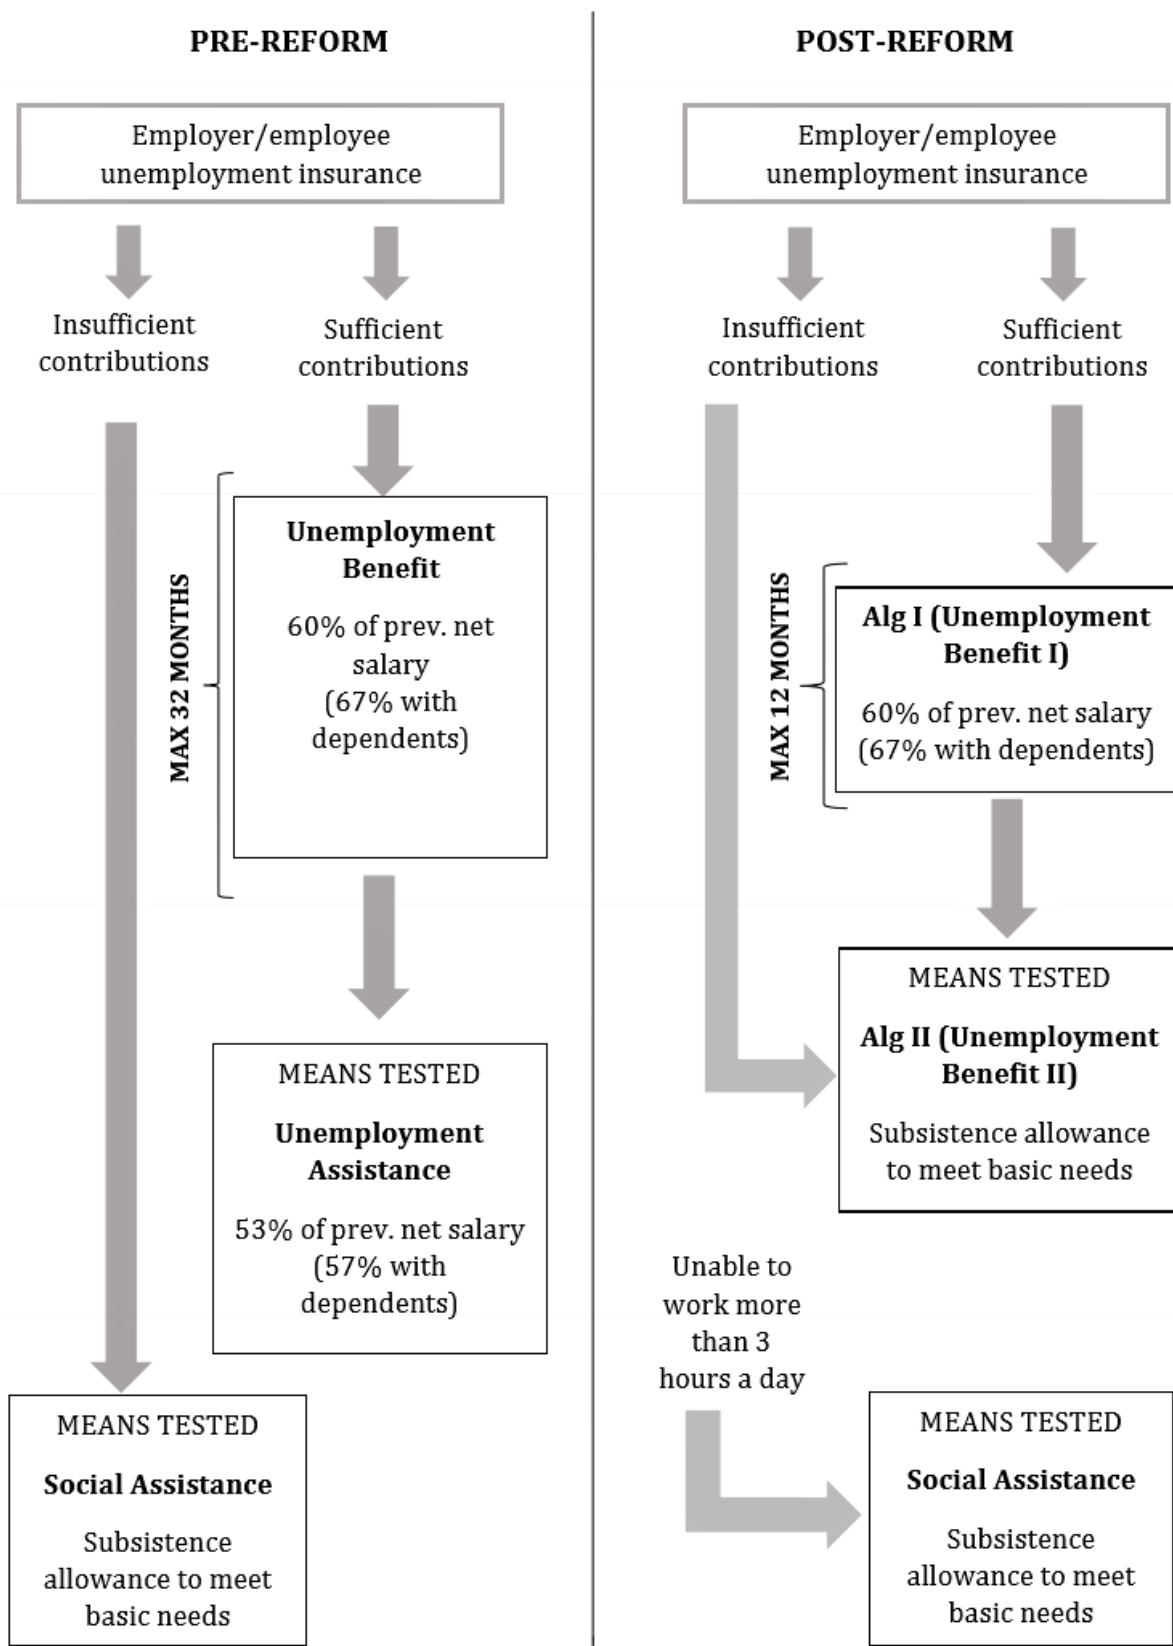 PRE-REFORM
Employer/employee
unemployment insurance
Insufficient
contributions
Sufficient
contributions
MAX 32 MONTHS
Unemployment
Benefit
60% of prev. net
salary
(67% with
dependents)
MEANS TESTED
Unemployment
Assistance
53% of prev. net salary
(57% with
dependents)
MEANS TESTED
Social Assistance
Subsistence
allowance to meet
basic needs
POST-REFORM
Employer/employee
unemployment insurance
Insufficient
contributions
Sufficient
contributions
MAX 12 MONTHS
Alg I (Unemployment
Benefit I)
60% of prev. net salary
(67% with dependents)
MEANS TESTED
Alg II (Unemployment
Benefit II)
Subsistence allowance
to meet basic needs
Unable to
work more
than 3
hours a day
MEANS TESTED
Social Assistance
Subsistence
allowance to meet
basic needs